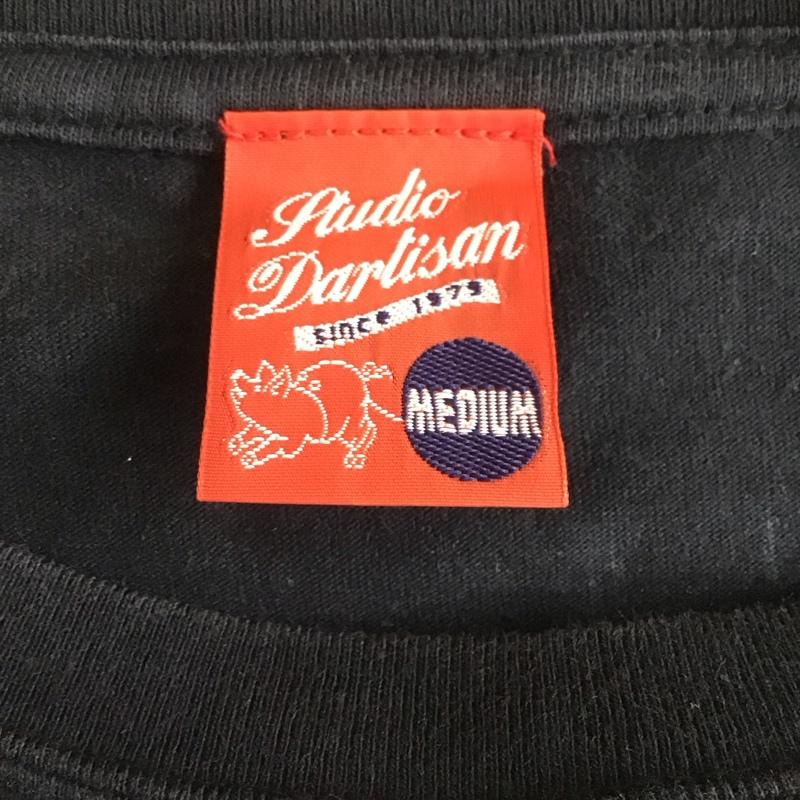 Studio
Dartisan
SINCE 1979
MEDIUM